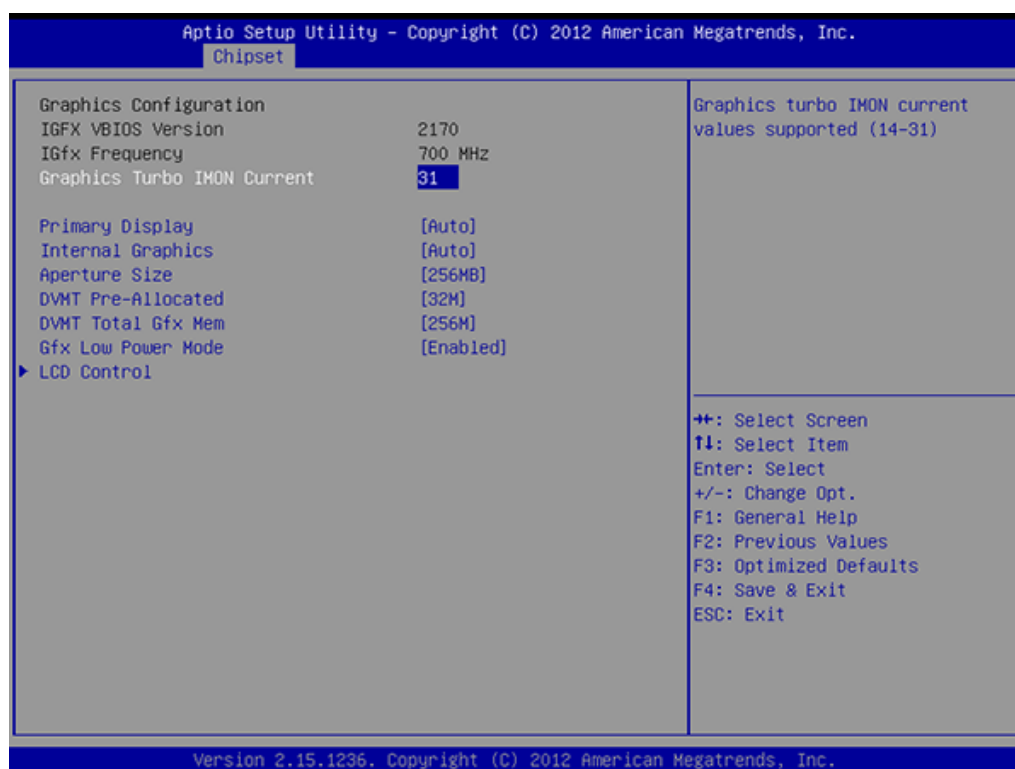 Aptio Setup Utility – Copyright (C) 2012 American Megatrends, Inc.
Chipset
Graphics Configuration
IGFX VBIOS Version 2170
IGfx Frequency 700 MHz
Graphics Turbo IMON Current 31
Primary Display [Auto]
Internal Graphics [Auto]
Aperture Size [256MB]
DVMT Pre-Allocated [32M]
DVMT Total Gfx Mem [256M]
Gfx Low Power Mode [Enabled]
▶ LCD Control
Graphics turbo IMON current
values supported (14-31)
→←: Select Screen
↑↓: Select Item
Enter: Select
+/-: Change Opt.
F1: General Help
F2: Previous Values
F3: Optimized Defaults
F4: Save & Exit
ESC: Exit
Version 2.15.1236. Copyright (C) 2012 American Megatrends, Inc.